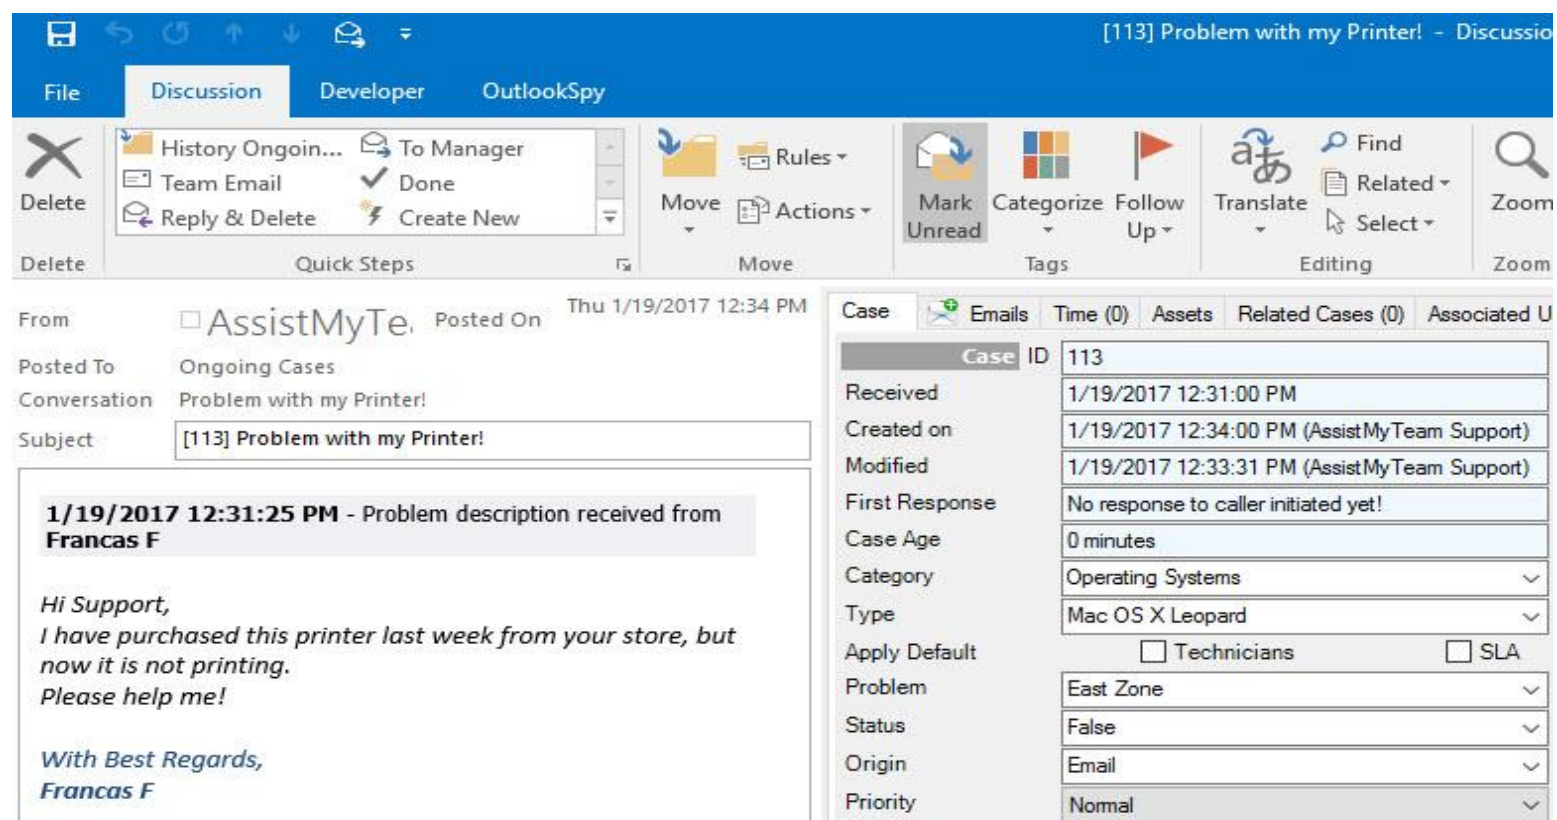 [113] Problem with my Printer! - Discussio
File Discussion Developer OutlookSpy
Delete
History Ongoin... To Manager
Team Email Done
Reply & Delete Create New
Move Rules
Actions
Mark Unread
Categorize
Follow Up
Translate
Find
Related
Select
Zoom
Delete Quick Steps Move Tags Editing Zoom
From AssistMyTe. Posted On Thu 1/19/2017 12:34 PM
Posted To Ongoing Cases
Conversation Problem with my Printer!
Subject [113] Problem with my Printer!
1/19/2017 12:31:25 PM - Problem description received from
Francas F
Hi Support,
I have purchased this printer last week from your store, but
now it is not printing.
Please help me!
With Best Regards,
Francas F
Case Emails Time (0) Assets Related Cases (0) Associated U
Case ID 113
Received 1/19/2017 12:31:00 PM
Created on 1/19/2017 12:34:00 PM (AssistMyTeam Support)
Modified 1/19/2017 12:33:31 PM (AssistMyTeam Support)
First Response No response to caller initiated yet!
Case Age 0 minutes
Category Operating Systems
Type Mac OS X Leopard
Apply Default Technicians SLA
Problem East Zone
Status False
Origin Email
Priority Normal